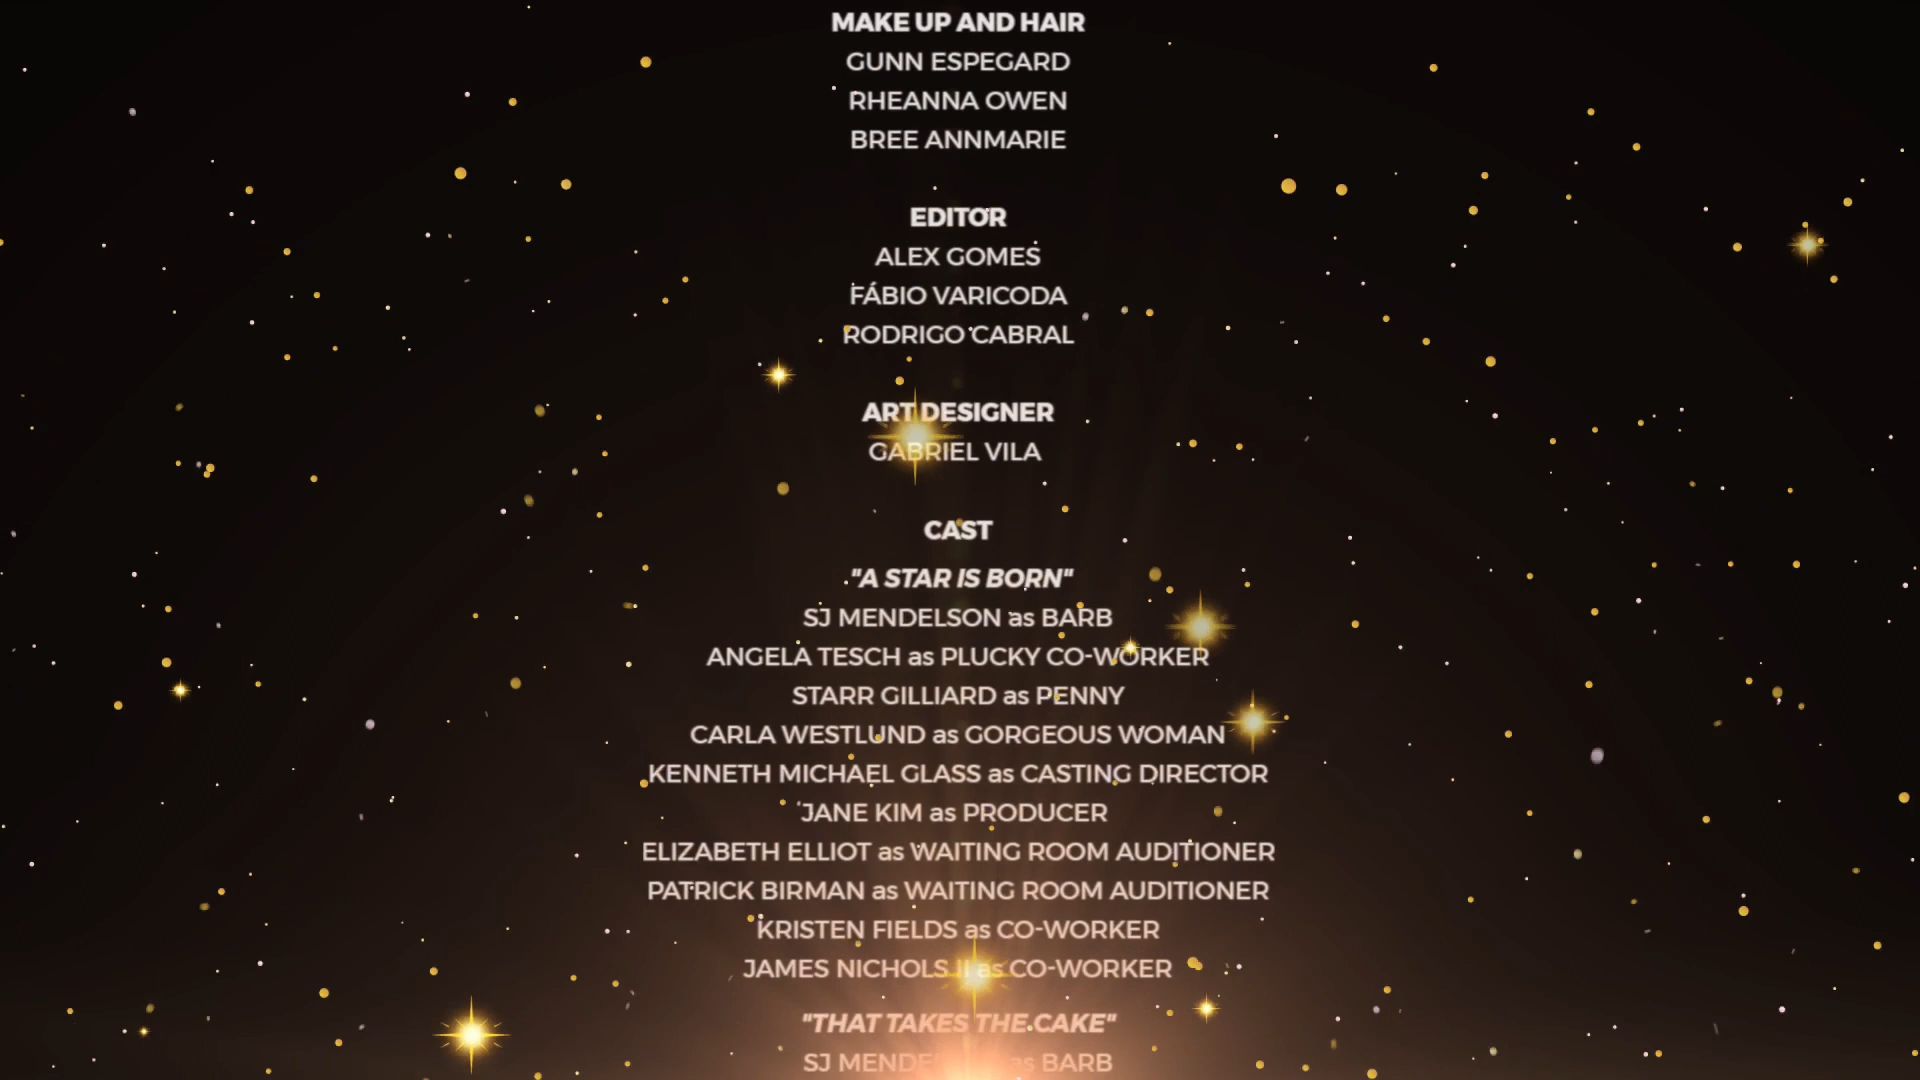 MAKE UP AND HAIR
GUNN ESPEGARD
RHEANNA OWEN
BREE ANNMARIE
EDITOR
ALEX GOMES
FÁBIO VARICODA
RODRIGO CABRAL
ART DESIGNER
GABRIEL VILA
CAST
"A STAR IS BORN"
SJ MENDELSON as BARB
ANGELA TESCH as PLUCKY CO-WORKER
STARR GILLIARD as PENNY
CARLA WESTLUND as GORGEOUS WOMAN
KENNETH MICHAEL GLASS as CASTING DIRECTOR
JANE KIM as PRODUCER
ELIZABETH ELLIOT as WAITING ROOM AUDITIONER
PATRICK BIRMAN as WAITING ROOM AUDITIONER
KRISTEN FIELDS as CO-WORKER
JAMES NICHOLS II as CO-WORKER
"THAT TAKES THE CAKE"
SJ as BARB